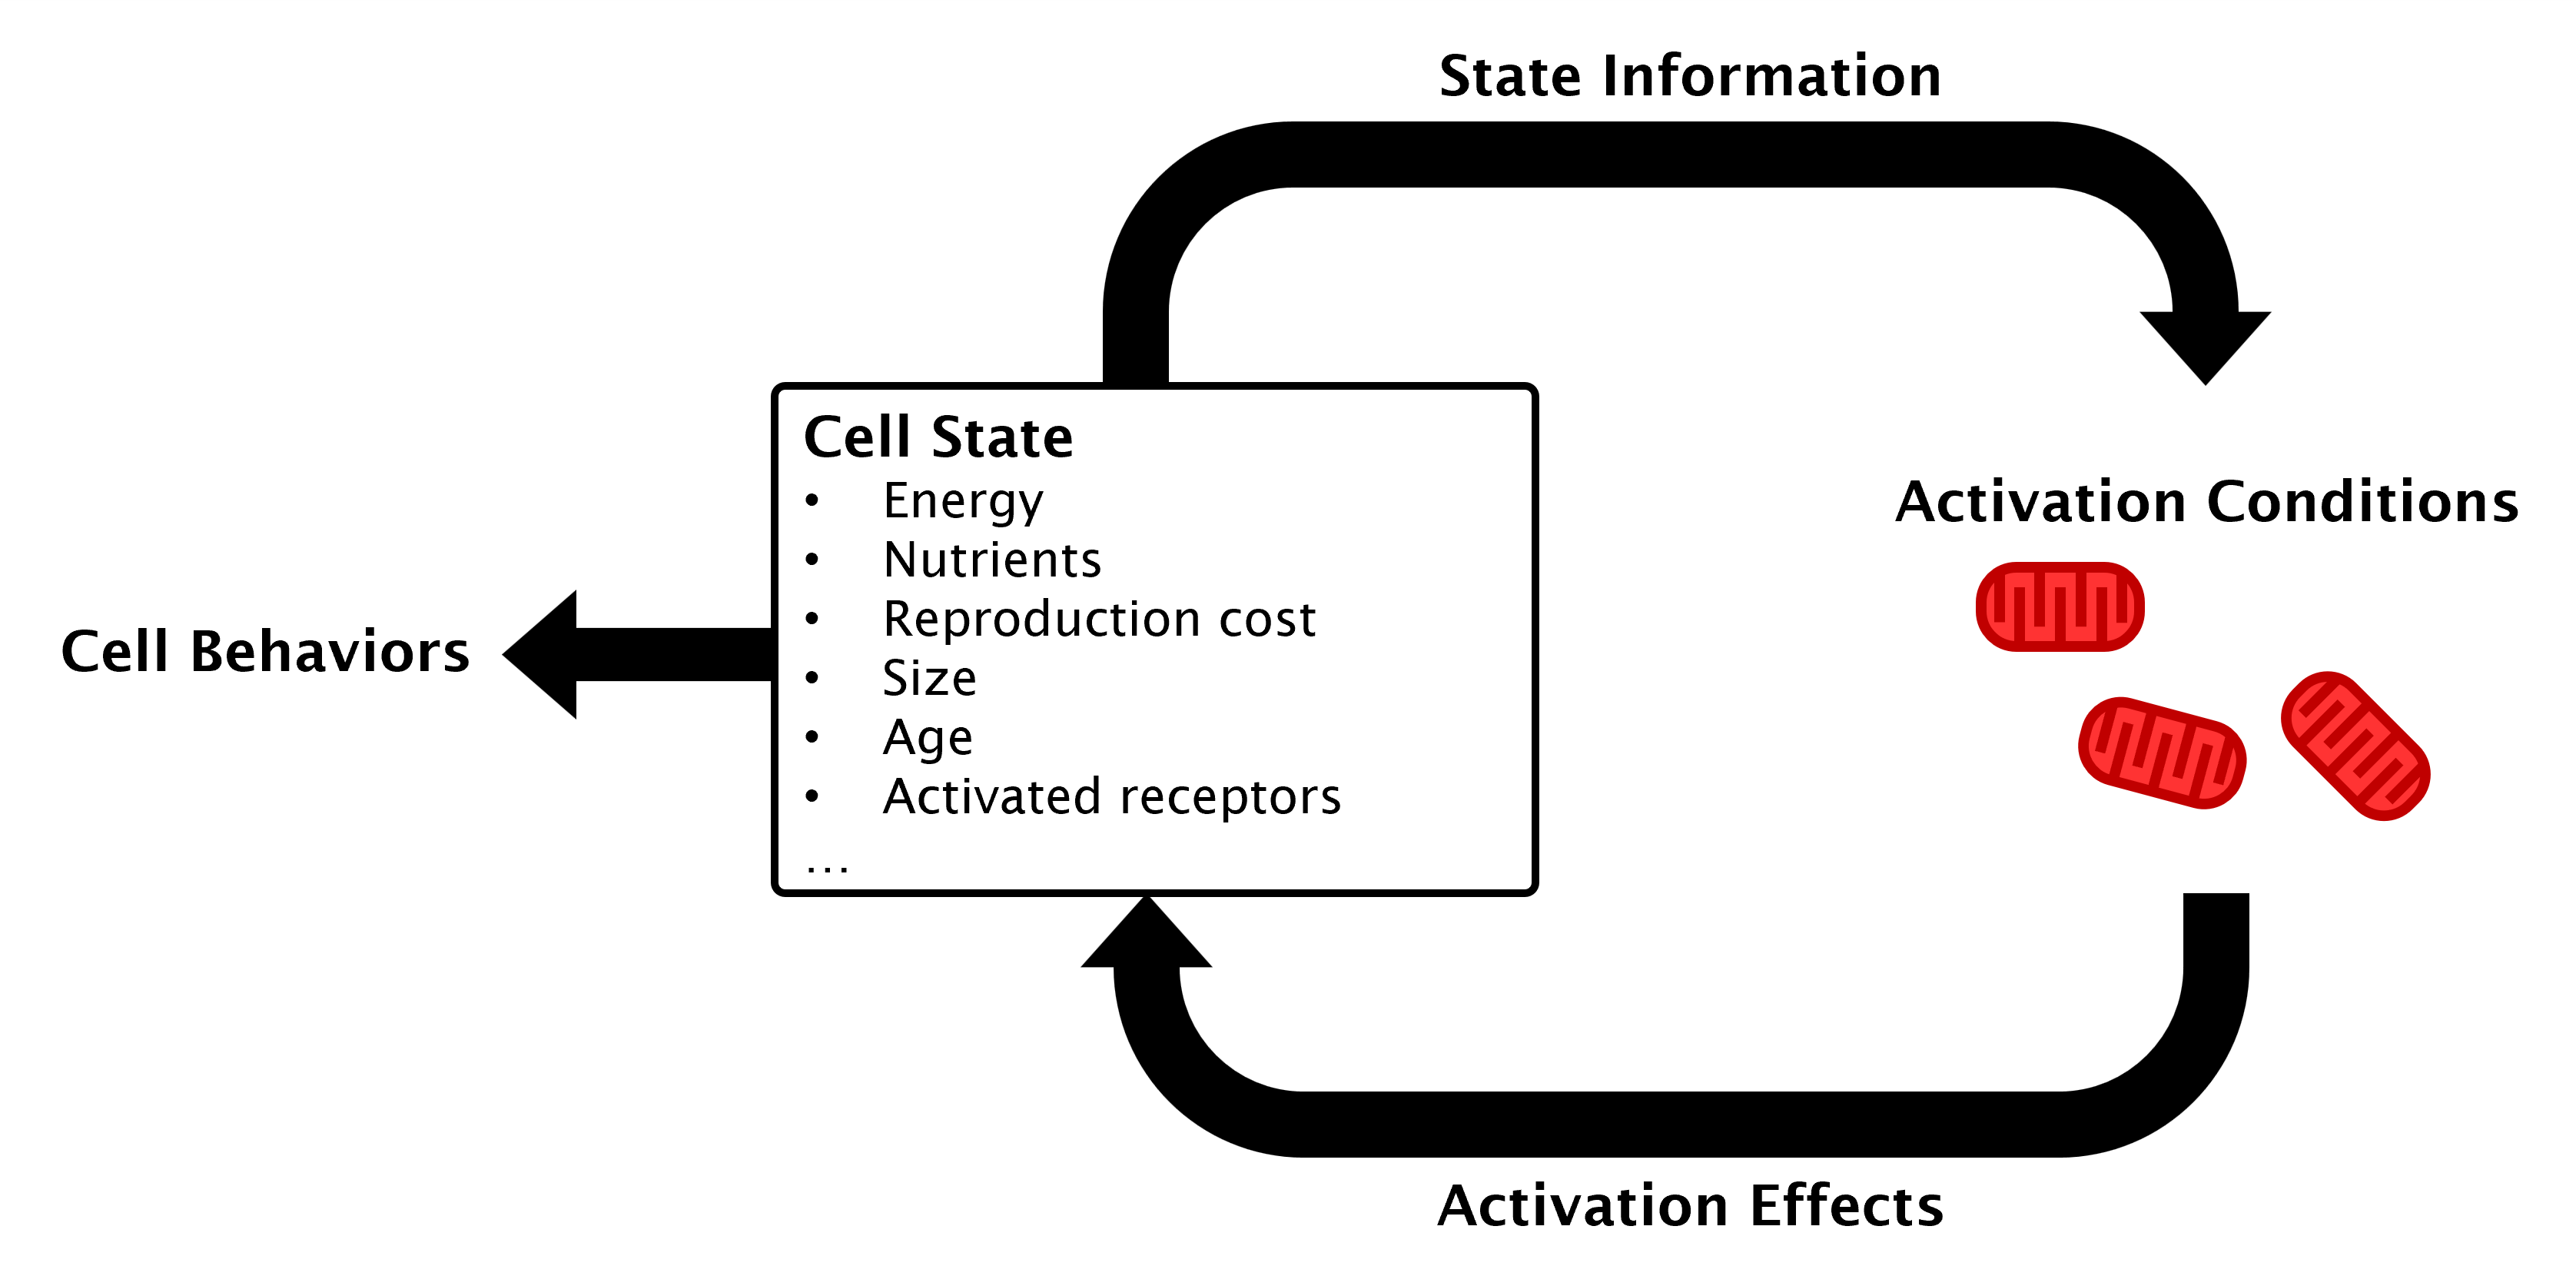 State Information
Cell State
• Energy
• Nutrients
• Reproduction cost
• Size
• Age
• Activated receptors
...
Activation Conditions
Cell Behaviors
Activation Effects